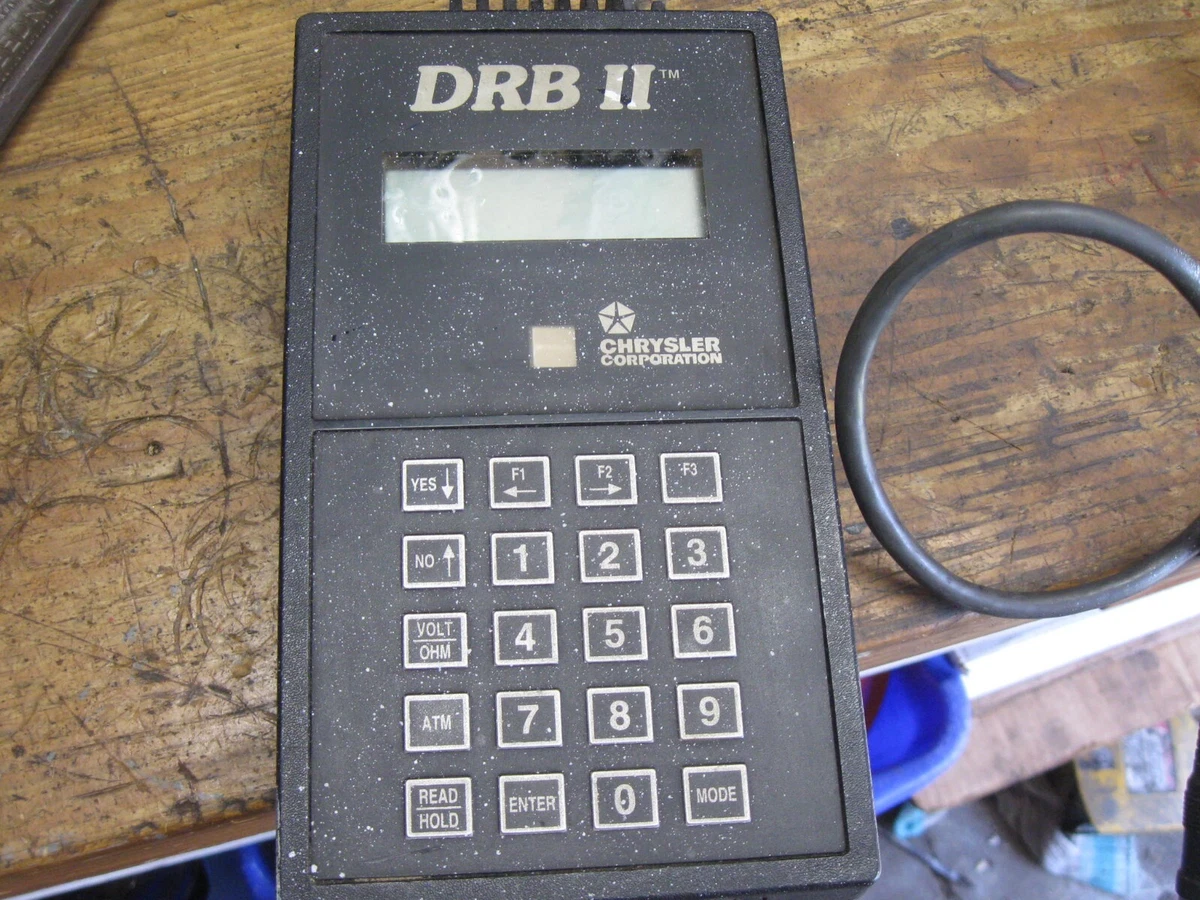 DRB II™
CHRYSLER
CORPORATION
YES ↓ F1 ← F2 → F3
NO ↑ 1 2 3
VOLT
OHM 4 5 6
ATM 7 8 9
READ
HOLD ENTER 0 MODE